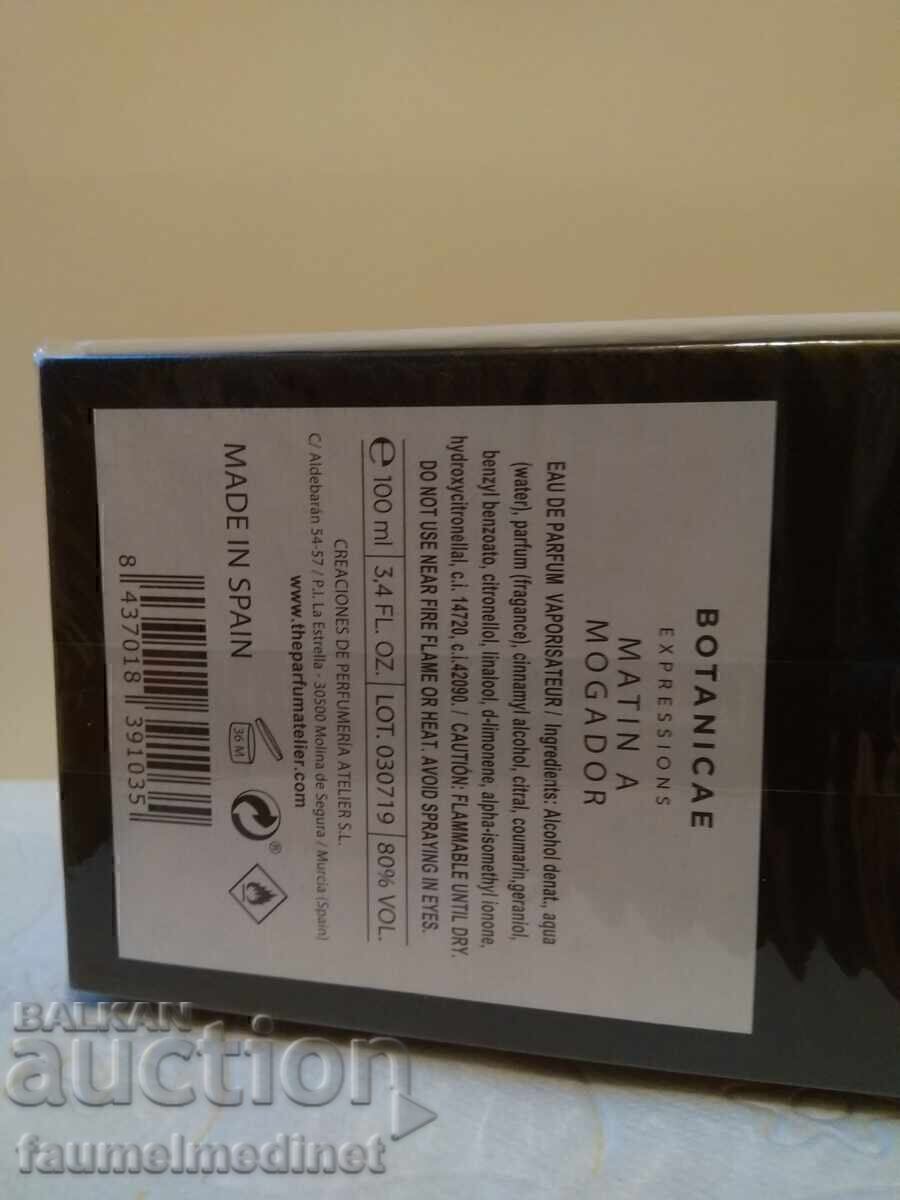 BOTANICAE
EXPRESSIONS
MATIN A
MOGADOR
EAU DE PARFUM VAPORISATEUR / Ingredients: Alcohol denat., aqua
(water), parfum (fragance), cinnamyl alcohol, citral, coumarin,geraniol,
benzyl benzoato, citronellol, linalool, d-limonene, alpha-isomethyl ionone,
hydroxycitronellal, c.i. 14720, c.i.42090. / CAUTIÓN: FLAMMABLE UNTIL DRY.
DO NOT USE NEAR FIRE FLAME OR HEAT. AVOID SPRAYING IN EYES.
e 100 ml 3,4 FL. OZ. LOT. 030719 80% VOL.
CREACIONES DE PERFUMERÍA ATELIER S.L.
C/ Aldebarán 54-57 / P.I. La Estrella - 30500 Molina de Segura / Murcia (Spain)
www.theparfumatelier.com
MADE IN SPAIN
36 M
®
8 437018 391035
BALKAN
auction
faumelmedinet